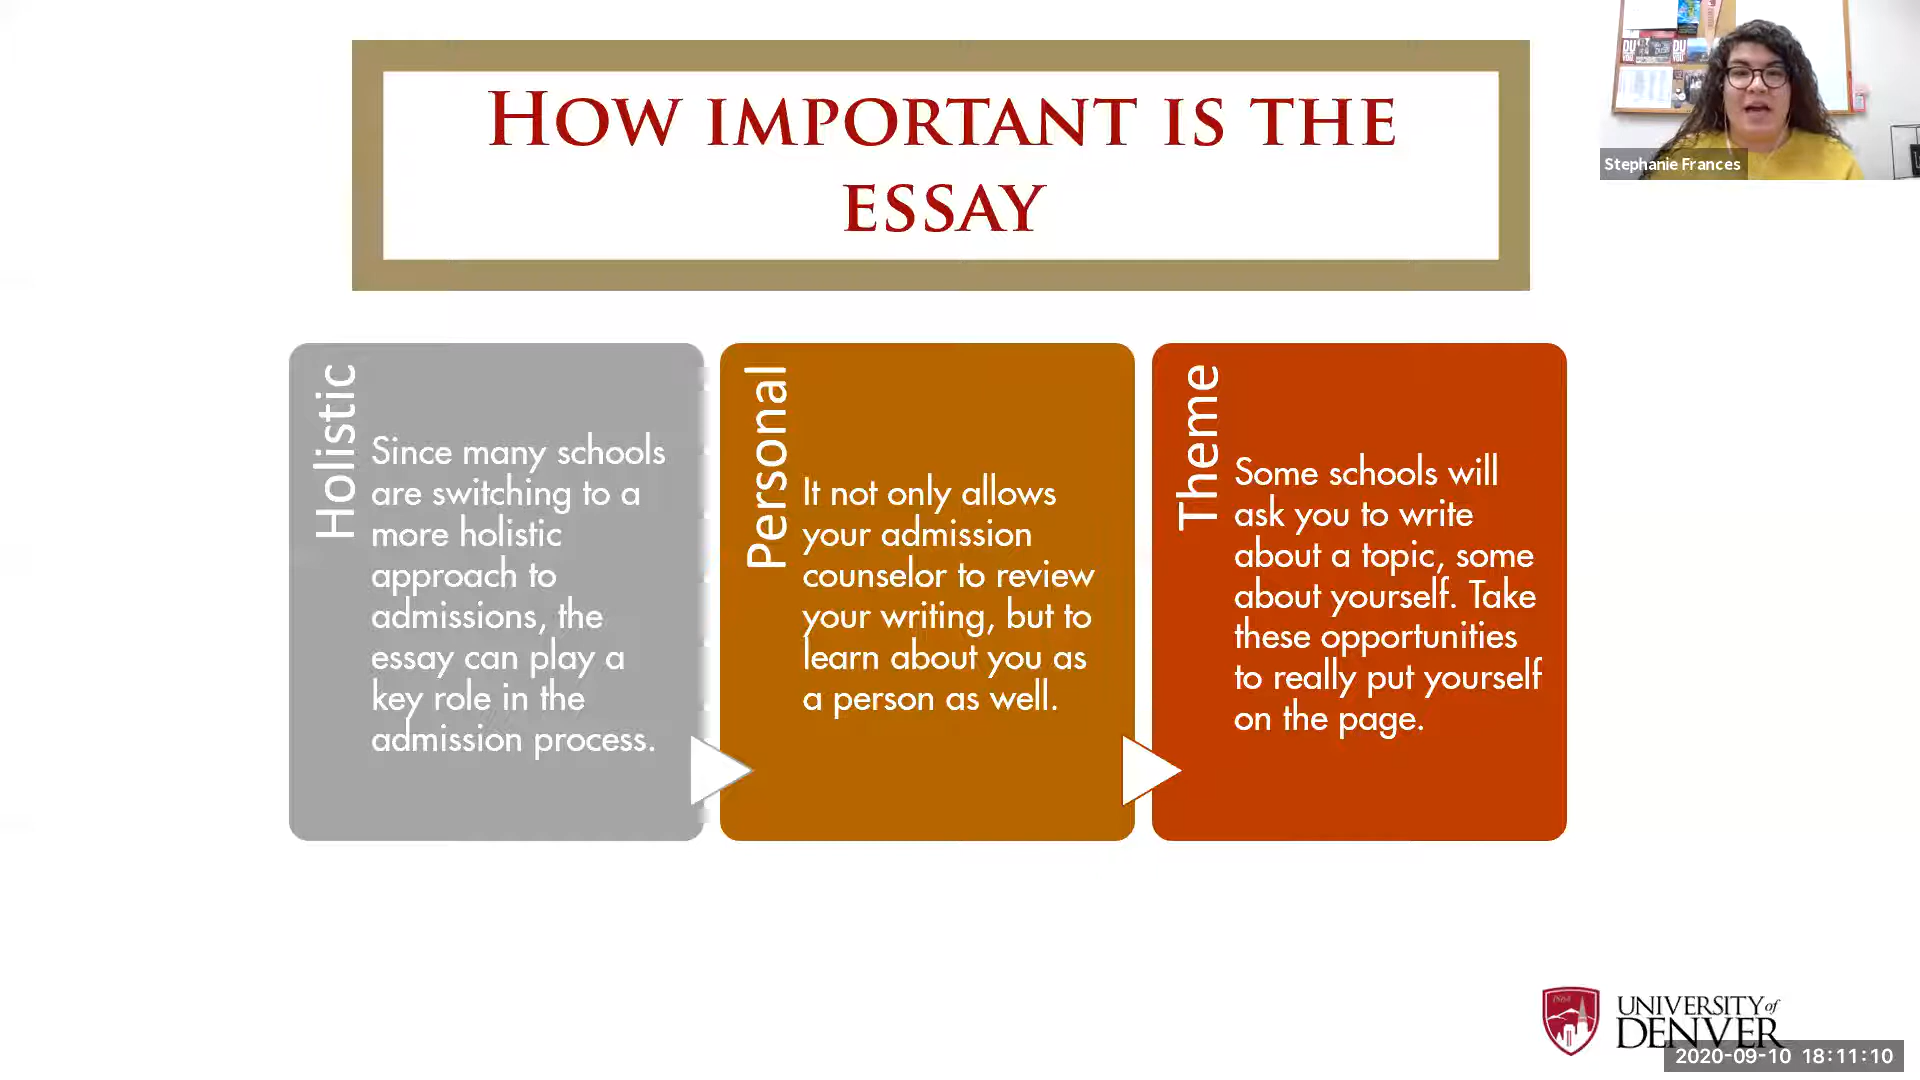 How important is the
essay
Stephanie Frances
Holistic
Since many schools
are switching to a
more holistic
approach to
admissions, the
essay can play a
key role in the
admission process.
Personal
It not only allows
your admission
counselor to review
your writing, but to
learn about you as
a person as well.
Theme
Some schools will
ask you to write
about a topic, some
about yourself. Take
these opportunities
to really put yourself
on the page.
UNIVERSITY of
DENVER
2020-09-10 18:11:10